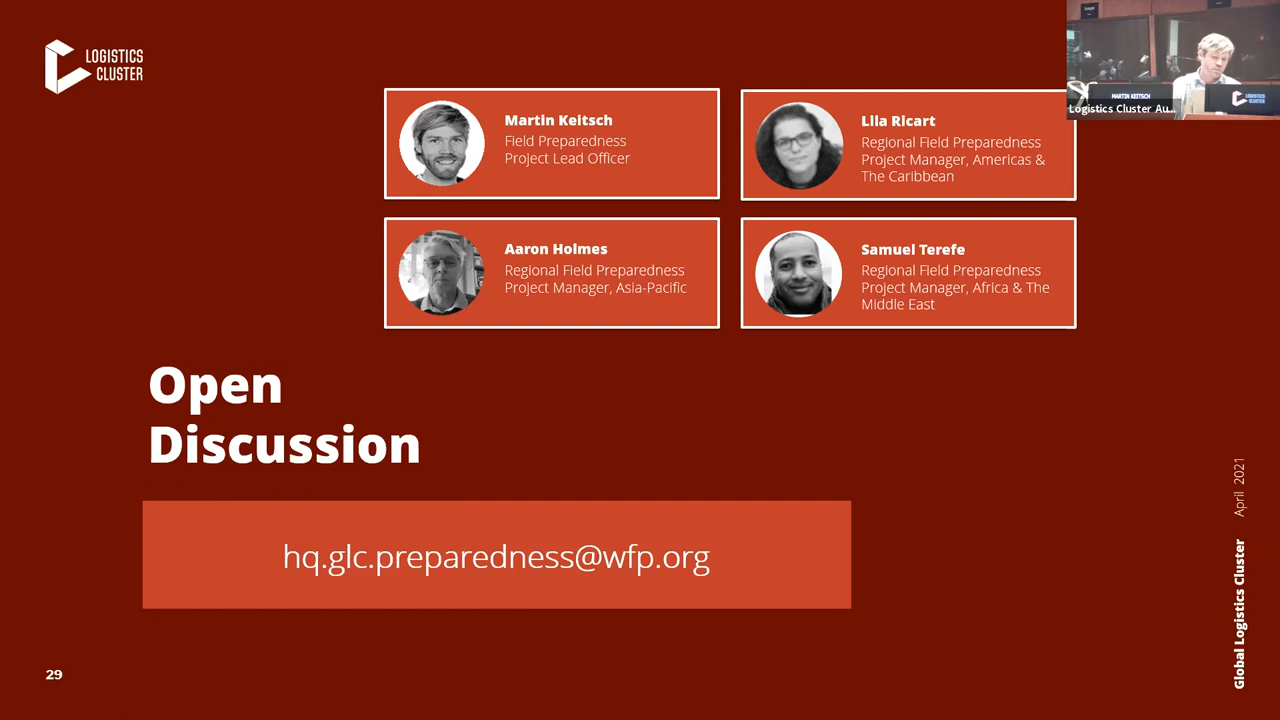 LOGISTICS
CLUSTER
Martin Keitsch
Field Preparedness
Project Lead Officer
Lila Ricart
Regional Field Preparedness
Project Manager, Americas &
The Caribbean
Aaron Holmes
Regional Field Preparedness
Project Manager, Asia-Pacific
Samuel Terefe
Regional Field Preparedness
Project Manager, Africa & The
Middle East
MARTIN KEITSCH
LOGISTICS
CLUSTER
Logistics Cluster Au...
Open
Discussion
hq.glc.preparedness@wfp.org
Global Logistics Cluster April 2021
29